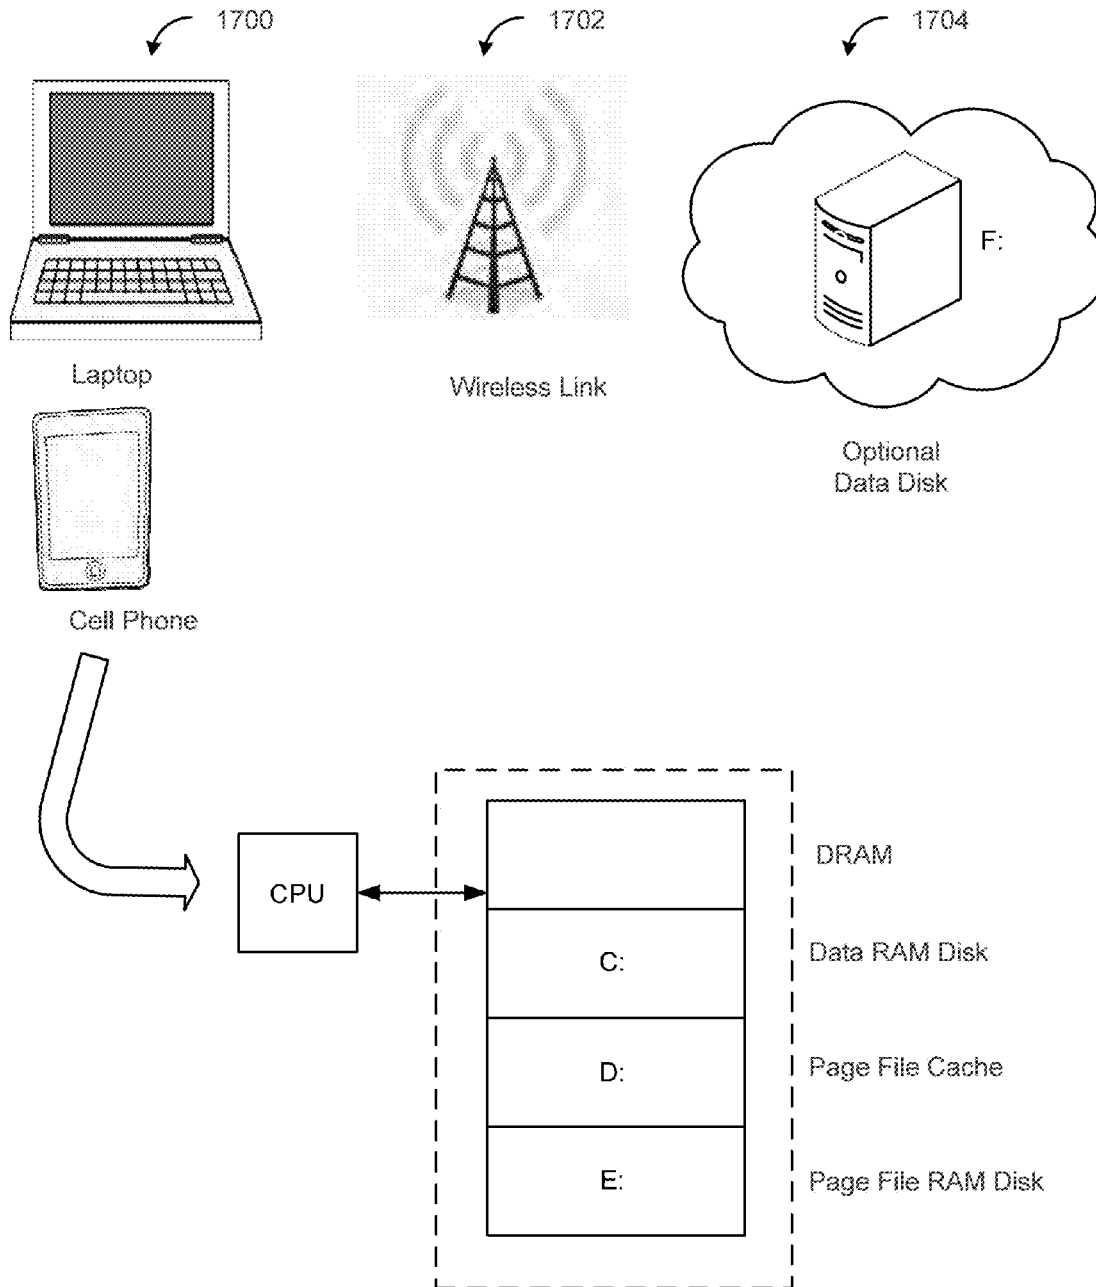 1700
1702
1704
F:
Laptop
Wireless Link
Optional
Data Disk
Cell Phone
CPU
DRAM
C:
Data RAM Disk
D:
Page File Cache
E:
Page File RAM Disk